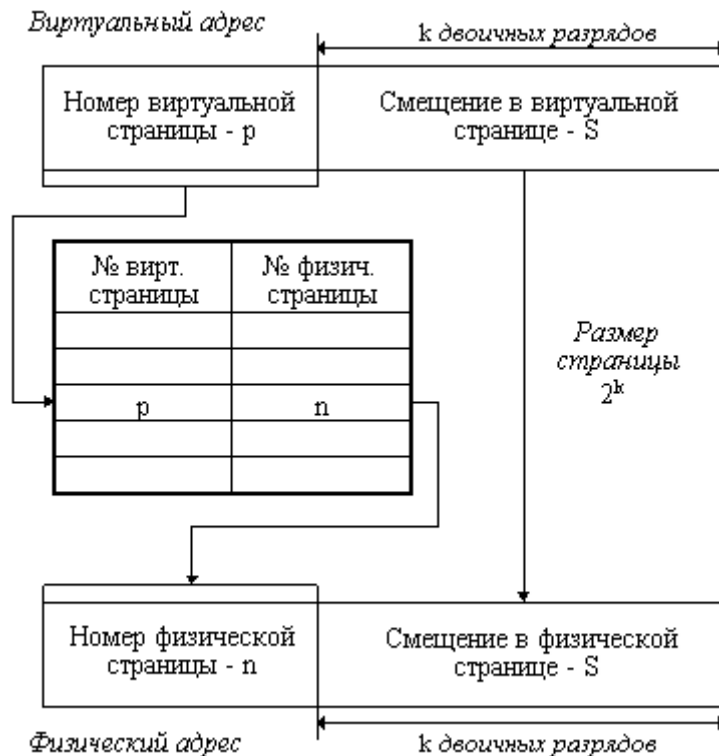 Виртуальный адрес
k двоичных разрядов
Номер виртуальной
страницы - p
Смещение в виртуальной
странице - S
№ вирт.
страницы
№ физич.
страницы
p
n
Размер
страницы
2ᵏ
Номер физической
страницы - n
Смещение в физической
странице - S
Физический адрес
k двоичных разрядов